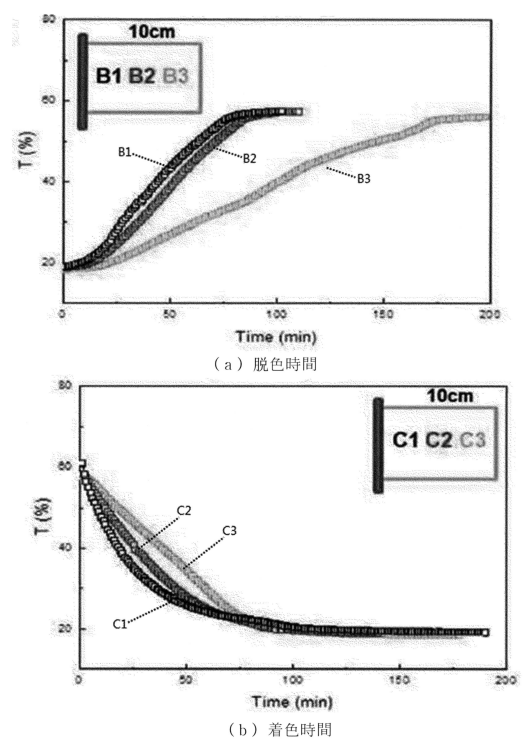 80
60
40
20
T (%)
10cm
B1 B2 B3
B1
B2
B3
0 50 100 150 200
Time (min)
(a) 脱色時間
80
60
40
20
T (%)
10cm
C1 C2 C3
C2
C3
C1
0 50 100 150 200
Time (min)
(b) 着色時間